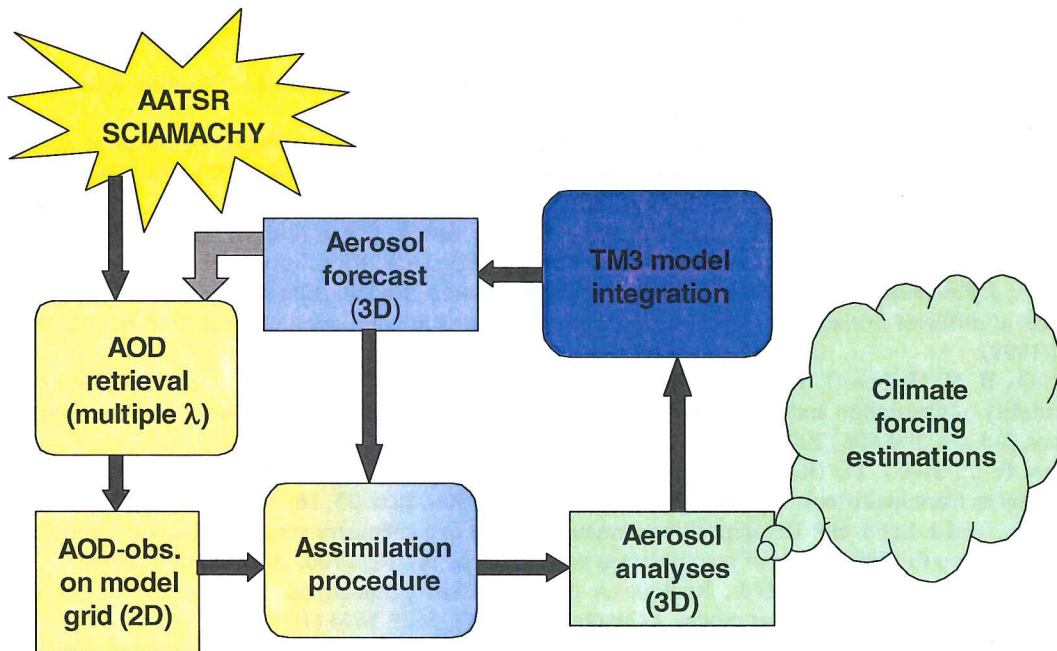 AATSR
SCIAMACHY
Aerosol
forecast
(3D)
TM3 model
integration
AOD
retrieval
(multiple λ)
Climate
forcing
estimations
AOD-obs.
on model
grid (2D)
Assimilation
procedure
Aerosol
analyses
(3D)